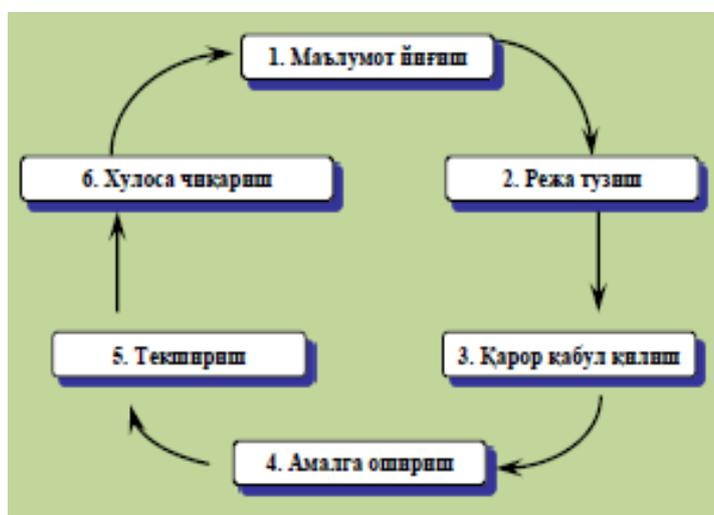 1. Маълумот йиғиш
2. Режа тузиш
3. Қарор қабул қилиш
4. Амалга ошириш
5. Текшириш
6. Хулоса чиқариш